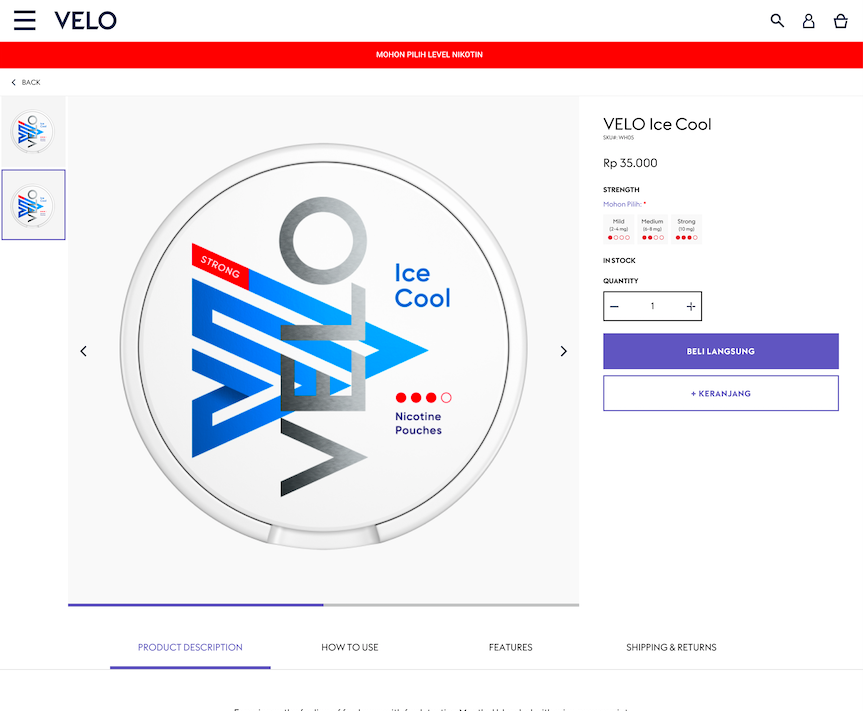 VELO
MOHON PILIH LEVEL NIKOTIN
BACK
VELO Ice Cool
SKU#: WH05
Rp 35.000
STRENGTH
Mohon Pilih: *
Mild Medium Strong
(2-4 mg) (6-8 mg) (10 mg)
IN STOCK
QUANTITY
1
BELI LANGSUNG
+ KERANJANG
STRONG
VELO
Ice
Cool
Nicotine
Pouches
PRODUCT DESCRIPTION HOW TO USE FEATURES SHIPPING & RETURNS